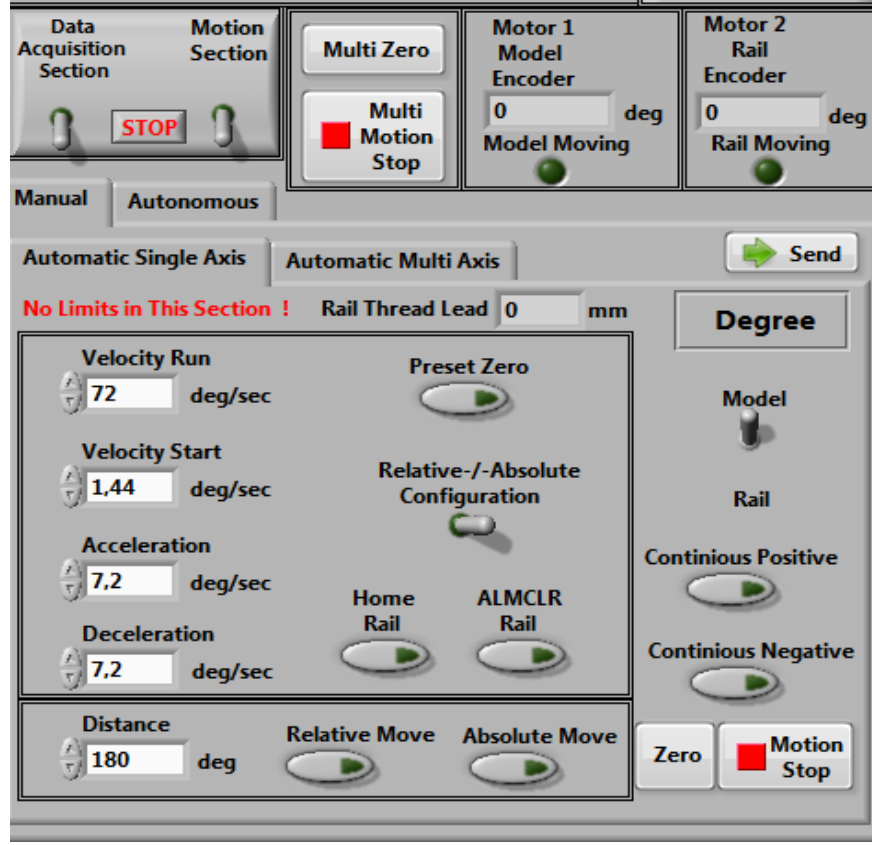 Data
Acquisition
Section
Motion
Section
STOP
Multi Zero
Multi
Motion
Stop
Motor 1
Model
Encoder
0 deg
Model Moving
Motor 2
Rail
Encoder
0 deg
Rail Moving
Manual
Autonomous
Automatic Single Axis
Automatic Multi Axis
Send
No Limits in This Section !
Rail Thread Lead 0 mm
Degree
Velocity Run
72 deg/sec
Preset Zero
Model
Velocity Start
1,44 deg/sec
Relative-/-Absolute
Configuration
Rail
Acceleration
7,2 deg/sec
Continious Positive
Home
Rail
ALMCLR
Rail
Deceleration
7,2 deg/sec
Continious Negative
Distance
180 deg
Relative Move
Absolute Move
Zero
Motion
Stop